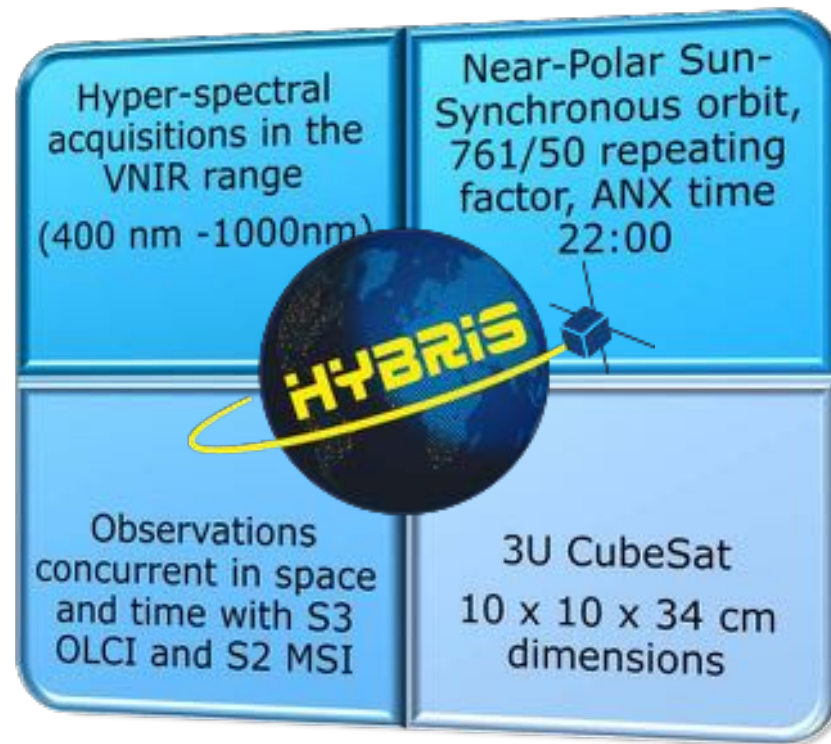 Hyper-spectral
acquisitions in the
VNIR range
(400 nm -1000nm)
Near-Polar Sun-
Synchronous orbit,
761/50 repeating
factor, ANX time
22:00
HYBRiS
Observations
concurrent in space
and time with S3
OLCI and S2 MSI
3U CubeSat
10 x 10 x 34 cm
dimensions